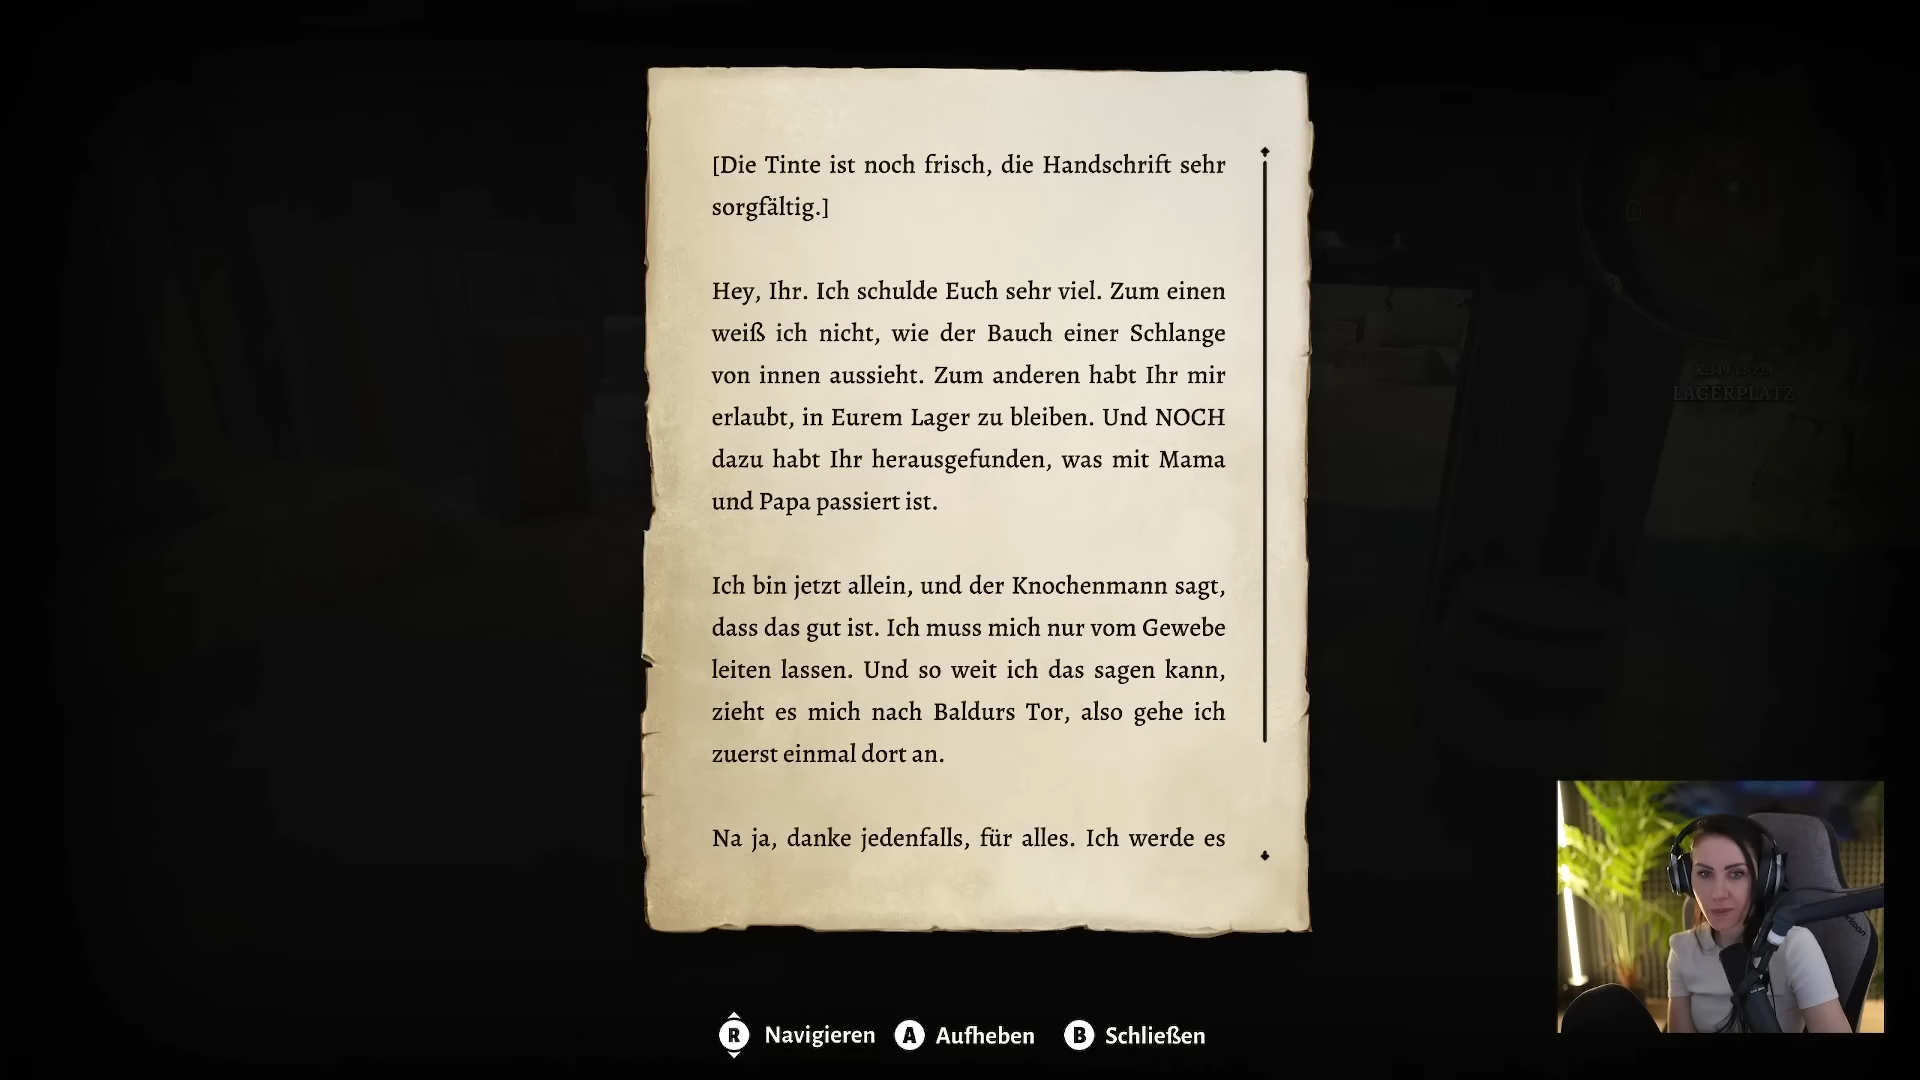 [Die Tinte ist noch frisch, die Handschrift sehr
sorgfältig.]
Hey, Ihr. Ich schulde Euch sehr viel. Zum einen
weiß ich nicht, wie der Bauch einer Schlange
von innen aussieht. Zum anderen habt Ihr mir
erlaubt, in Eurem Lager zu bleiben. Und NOCH
dazu habt Ihr herausgefunden, was mit Mama
und Papa passiert ist.
Ich bin jetzt allein, und der Knochenmann sagt,
dass das gut ist. Ich muss mich nur vom Gewebe
leiten lassen. Und so weit ich das sagen kann,
zieht es mich nach Baldurs Tor, also gehe ich
zuerst einmal dort an.
Na ja, danke jedenfalls, für alles. Ich werde es
LAGERPLATZ
R Navigieren A Aufheben B Schließen